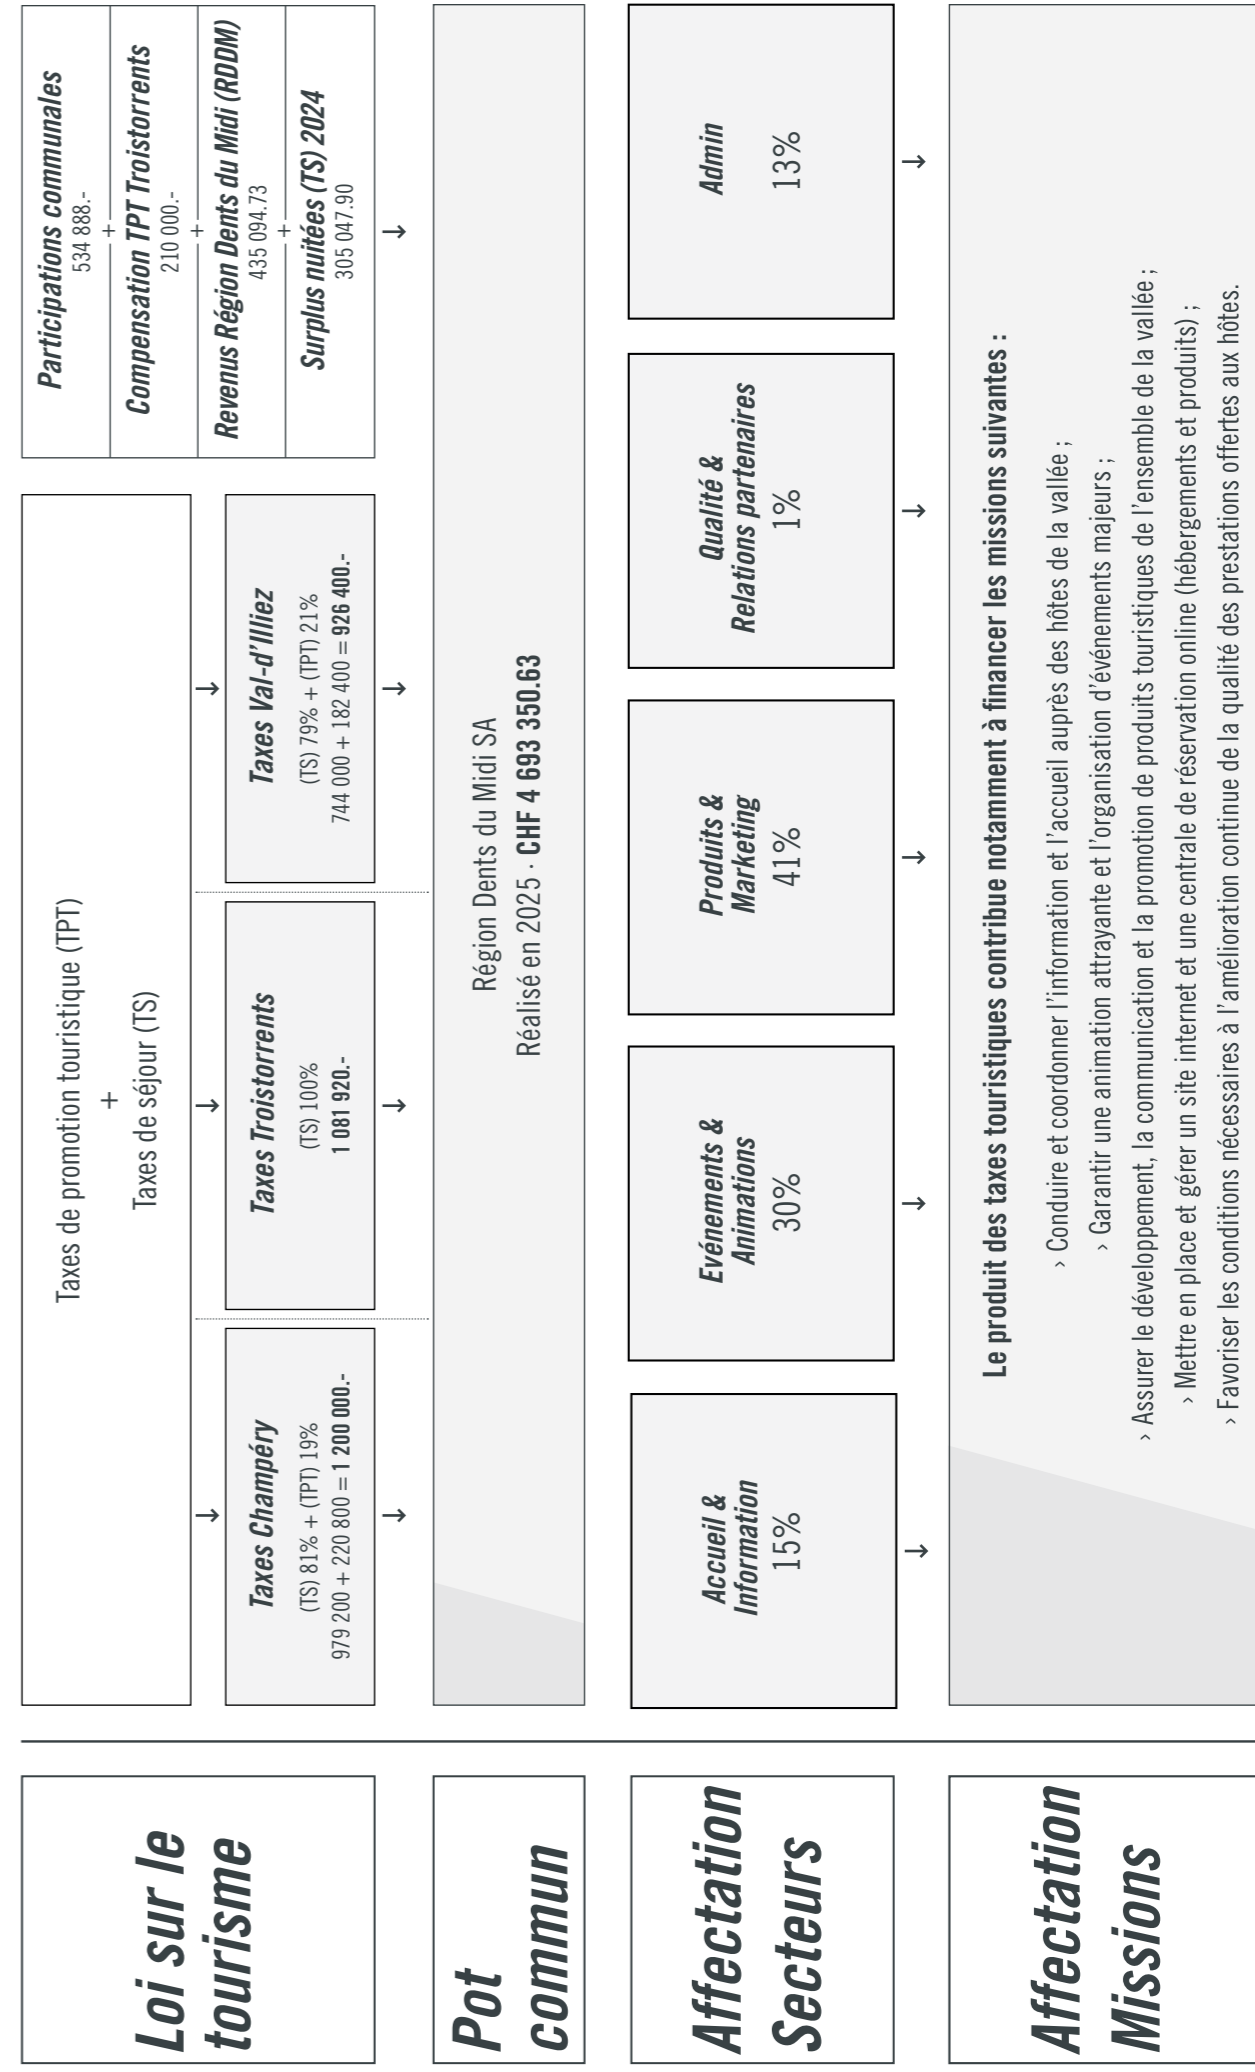 Loi sur le
tourisme
Taxes de promotion touristique (TPT)
+
Taxes de séjour (TS)
→
→
→
Taxes Champéry
(TS) 81% + (TPT) 19%
979 200 + 220 800 = 1 200 000.-
→
Taxes Troistorrents
(TS) 100%
1 081 920.-
→
Taxes Val-d'Illiez
(TS) 79% + (TPT) 21%
744 000 + 182 400 = 926 400.-
→
Participations communales
534 888.-
+
Compensation TPT Troistorrents
210 000.-
+
Revenus Région Dents du Midi (RDDM)
435 094.73
+
Surplus nuitées (TS) 2024
305 047.90
→
Pot
commun
Région Dents du Midi SA
Réalisé en 2025 · CHF 4 693 350.63
Affectation
Secteurs
Accueil &
Information
15%
→
Evénements &
Animations
30%
→
Produits &
Marketing
41%
→
Qualité &
Relations partenaires
1%
→
Admin
13%
→
Affectation
Missions
Le produit des taxes touristiques contribue notamment à financer les missions suivantes :
› Conduire et coordonner l'information et l'accueil auprès des hôtes de la vallée ;
› Garantir une animation attrayante et l'organisation d'événements majeurs ;
› Assurer le développement, la communication et la promotion de produits touristiques de l'ensemble de la vallée ;
› Mettre en place et gérer un site internet et une centrale de réservation online (hébergements et produits) ;
› Favoriser les conditions nécessaires à l'amélioration continue de la qualité des prestations offertes aux hôtes.